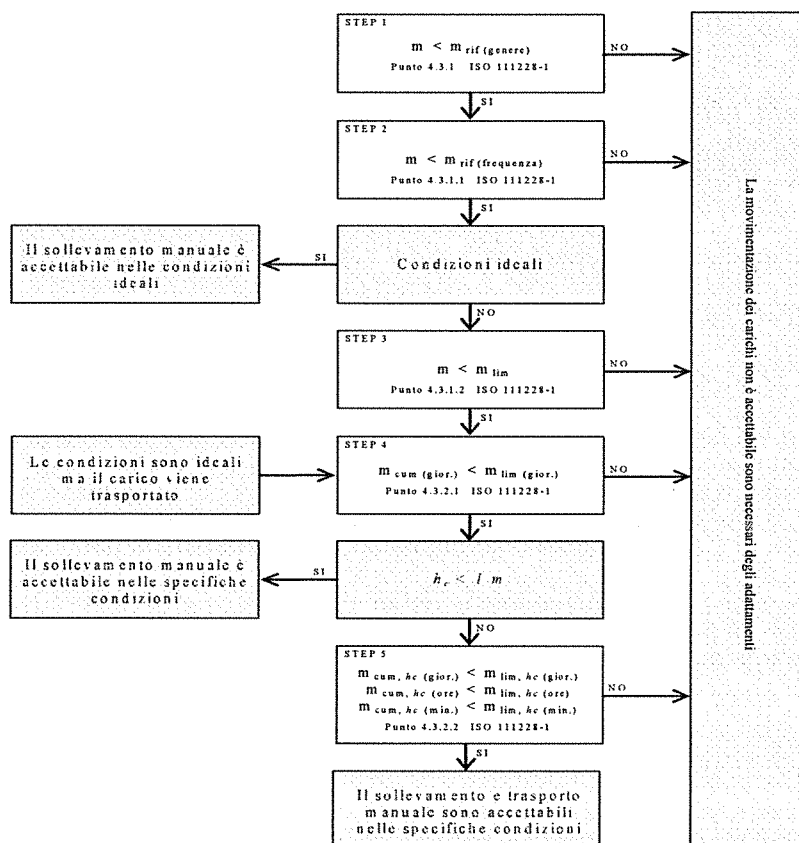 STEP 1
m < m rif (genere)
Punto 4.3.1 ISO 111228-1
NO
SI
STEP 2
m < m rif (frequenza)
Punto 4.3.1.1 ISO 111228-1
NO
SI
Il sollevamento manuale è
accettabile nelle condizioni
ideali
SI
Condizioni ideali
NO
STEP 3
m < m lim
Punto 4.3.1.2 ISO 111228-1
NO
SI
Le condizioni sono ideali
ma il carico viene
trasportato
STEP 4
m cum (gior.) < m lim (gior.)
Punto 4.3.2.1 ISO 111228-1
NO
SI
Il sollevamento manuale è
accettabile nelle specifiche
condizioni
SI
hc < 1 m
NO
STEP 5
m cum, hc (gior.) < m lim, hc (gior.)
m cum, hc (ore) < m lim, hc (ore)
m cum, hc (min.) < m lim, hc (min.)
Punto 4.3.2.2 ISO 111228-1
NO
SI
Il sollevamento e trasporto
manuale sono accettabili
nelle specifiche condizioni
La movimentazione dei carichi non è accettabile sono necessari degli adattamenti